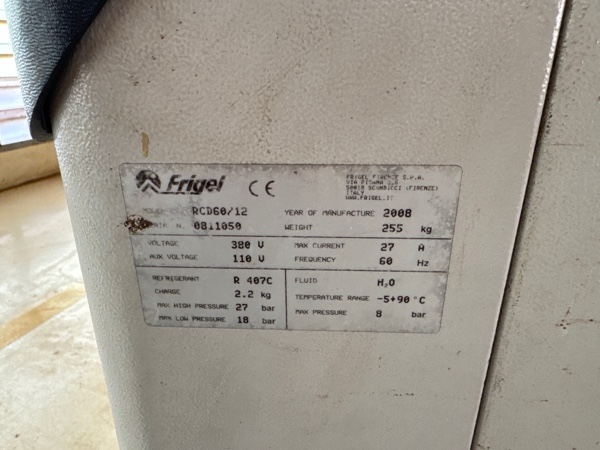 Frigel CE
FRIGEL FIRENZE S.P.A.
50018 SCANDICCI (FIRENZE)
ITALY
WWW.FRIGEL.IT
RCD60/12 YEAR OF MANUFACTURE 2008
N. 0811050 WEIGHT 255 kg
VOLTAGE 380 V MAX CURRENT 27 A
AUX VOLTAGE 110 V FREQUENCY 60 Hz
REFRIGERANT R 407C FLUID H₂O
CHARGE 2.2 kg TEMPERATURE RANGE -5+90 °C
MAX HIGH PRESSURE 27 bar MAX PRESSURE 8 bar
MAX LOW PRESSURE 18 bar